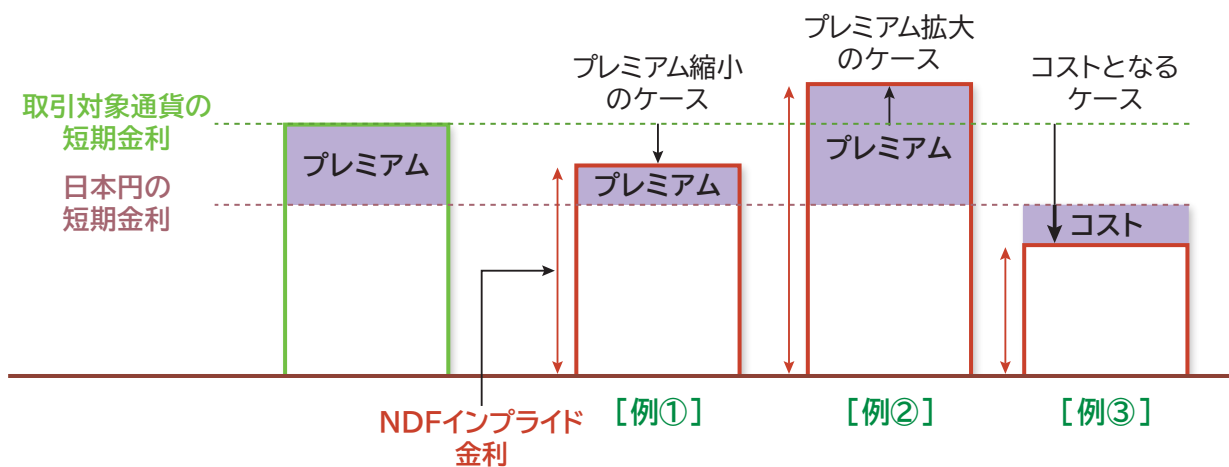 取引対象通貨の
短期金利
日本円の
短期金利
プレミアム
プレミアム縮小
のケース
プレミアム
プレミアム拡大
のケース
プレミアム
コストとなる
ケース
コスト
NDFインプライド
金利
［例①］
［例②］
［例③］